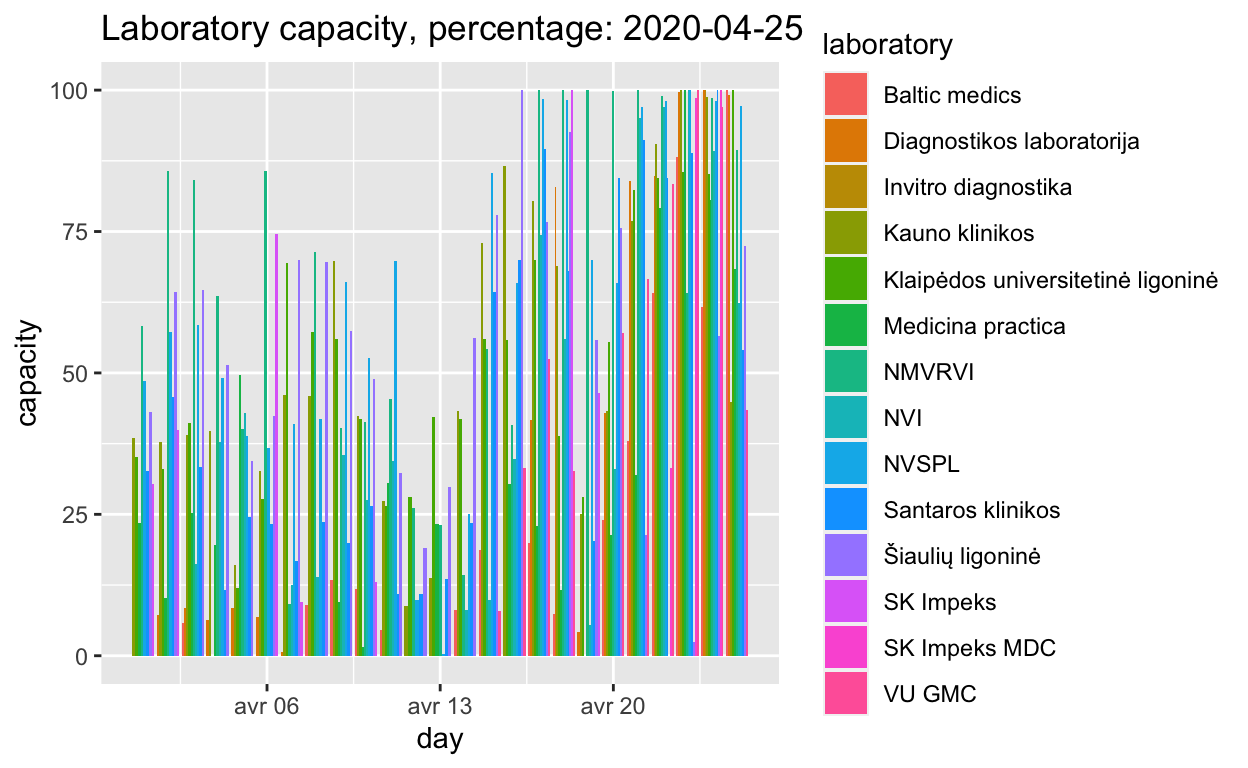 Laboratory capacity, percentage: 2020-04-25
capacity
100
75
50
25
0
avr 06
avr 13
avr 20
day
laboratory
Baltic medics
Diagnostikos laboratorija
Invitro diagnostika
Kauno klinikos
Klaipėdos universitetinė ligoninė
Medicina practica
NMVRVI
NVI
NVSPL
Santaros klinikos
Šiaulių ligoninė
SK Impeks
SK Impeks MDC
VU GMC